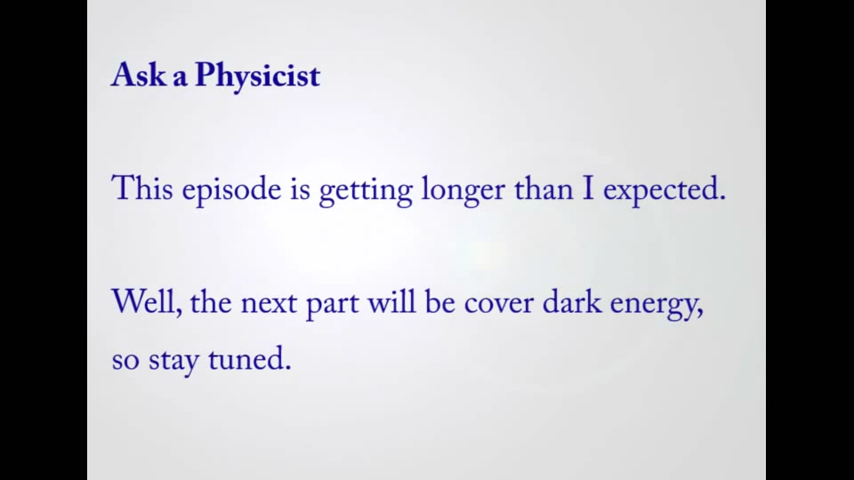 Ask a Physicist
This episode is getting longer than I expected.
Well, the next part will be cover dark energy,
so stay tuned.